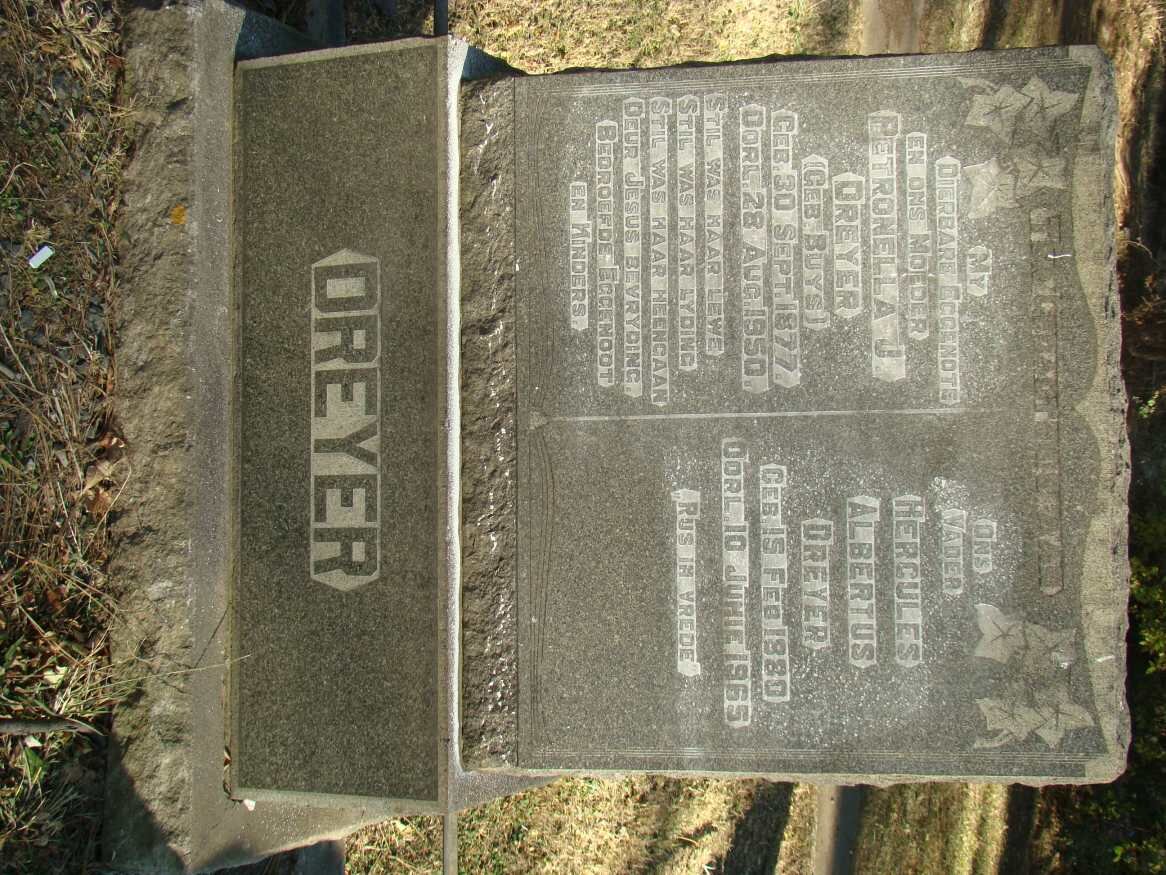 MY
DIERBARE EGGENOTE
EN ONS MOEDER
PETRONELLA J
DREYER
(GEB BUYS)
GEB. 30 SEPT. 1877
OORL. 28 AUG. 1950.
STIL WAS HAAR LEWE
STIL WAS HAAR LYDING
STIL WAS HAAR HEENGAAN
DEUR JESUS BEVRYDING.
BEDROEFDE EGGENOOT
EN KINDERS
ONS
VADER
HERCULES
ALBERTUS
DREYER
GEB. 15 FEB 1880
OORL. 10 JUNIE 1965
"RUS IN VREDE"
DREYER